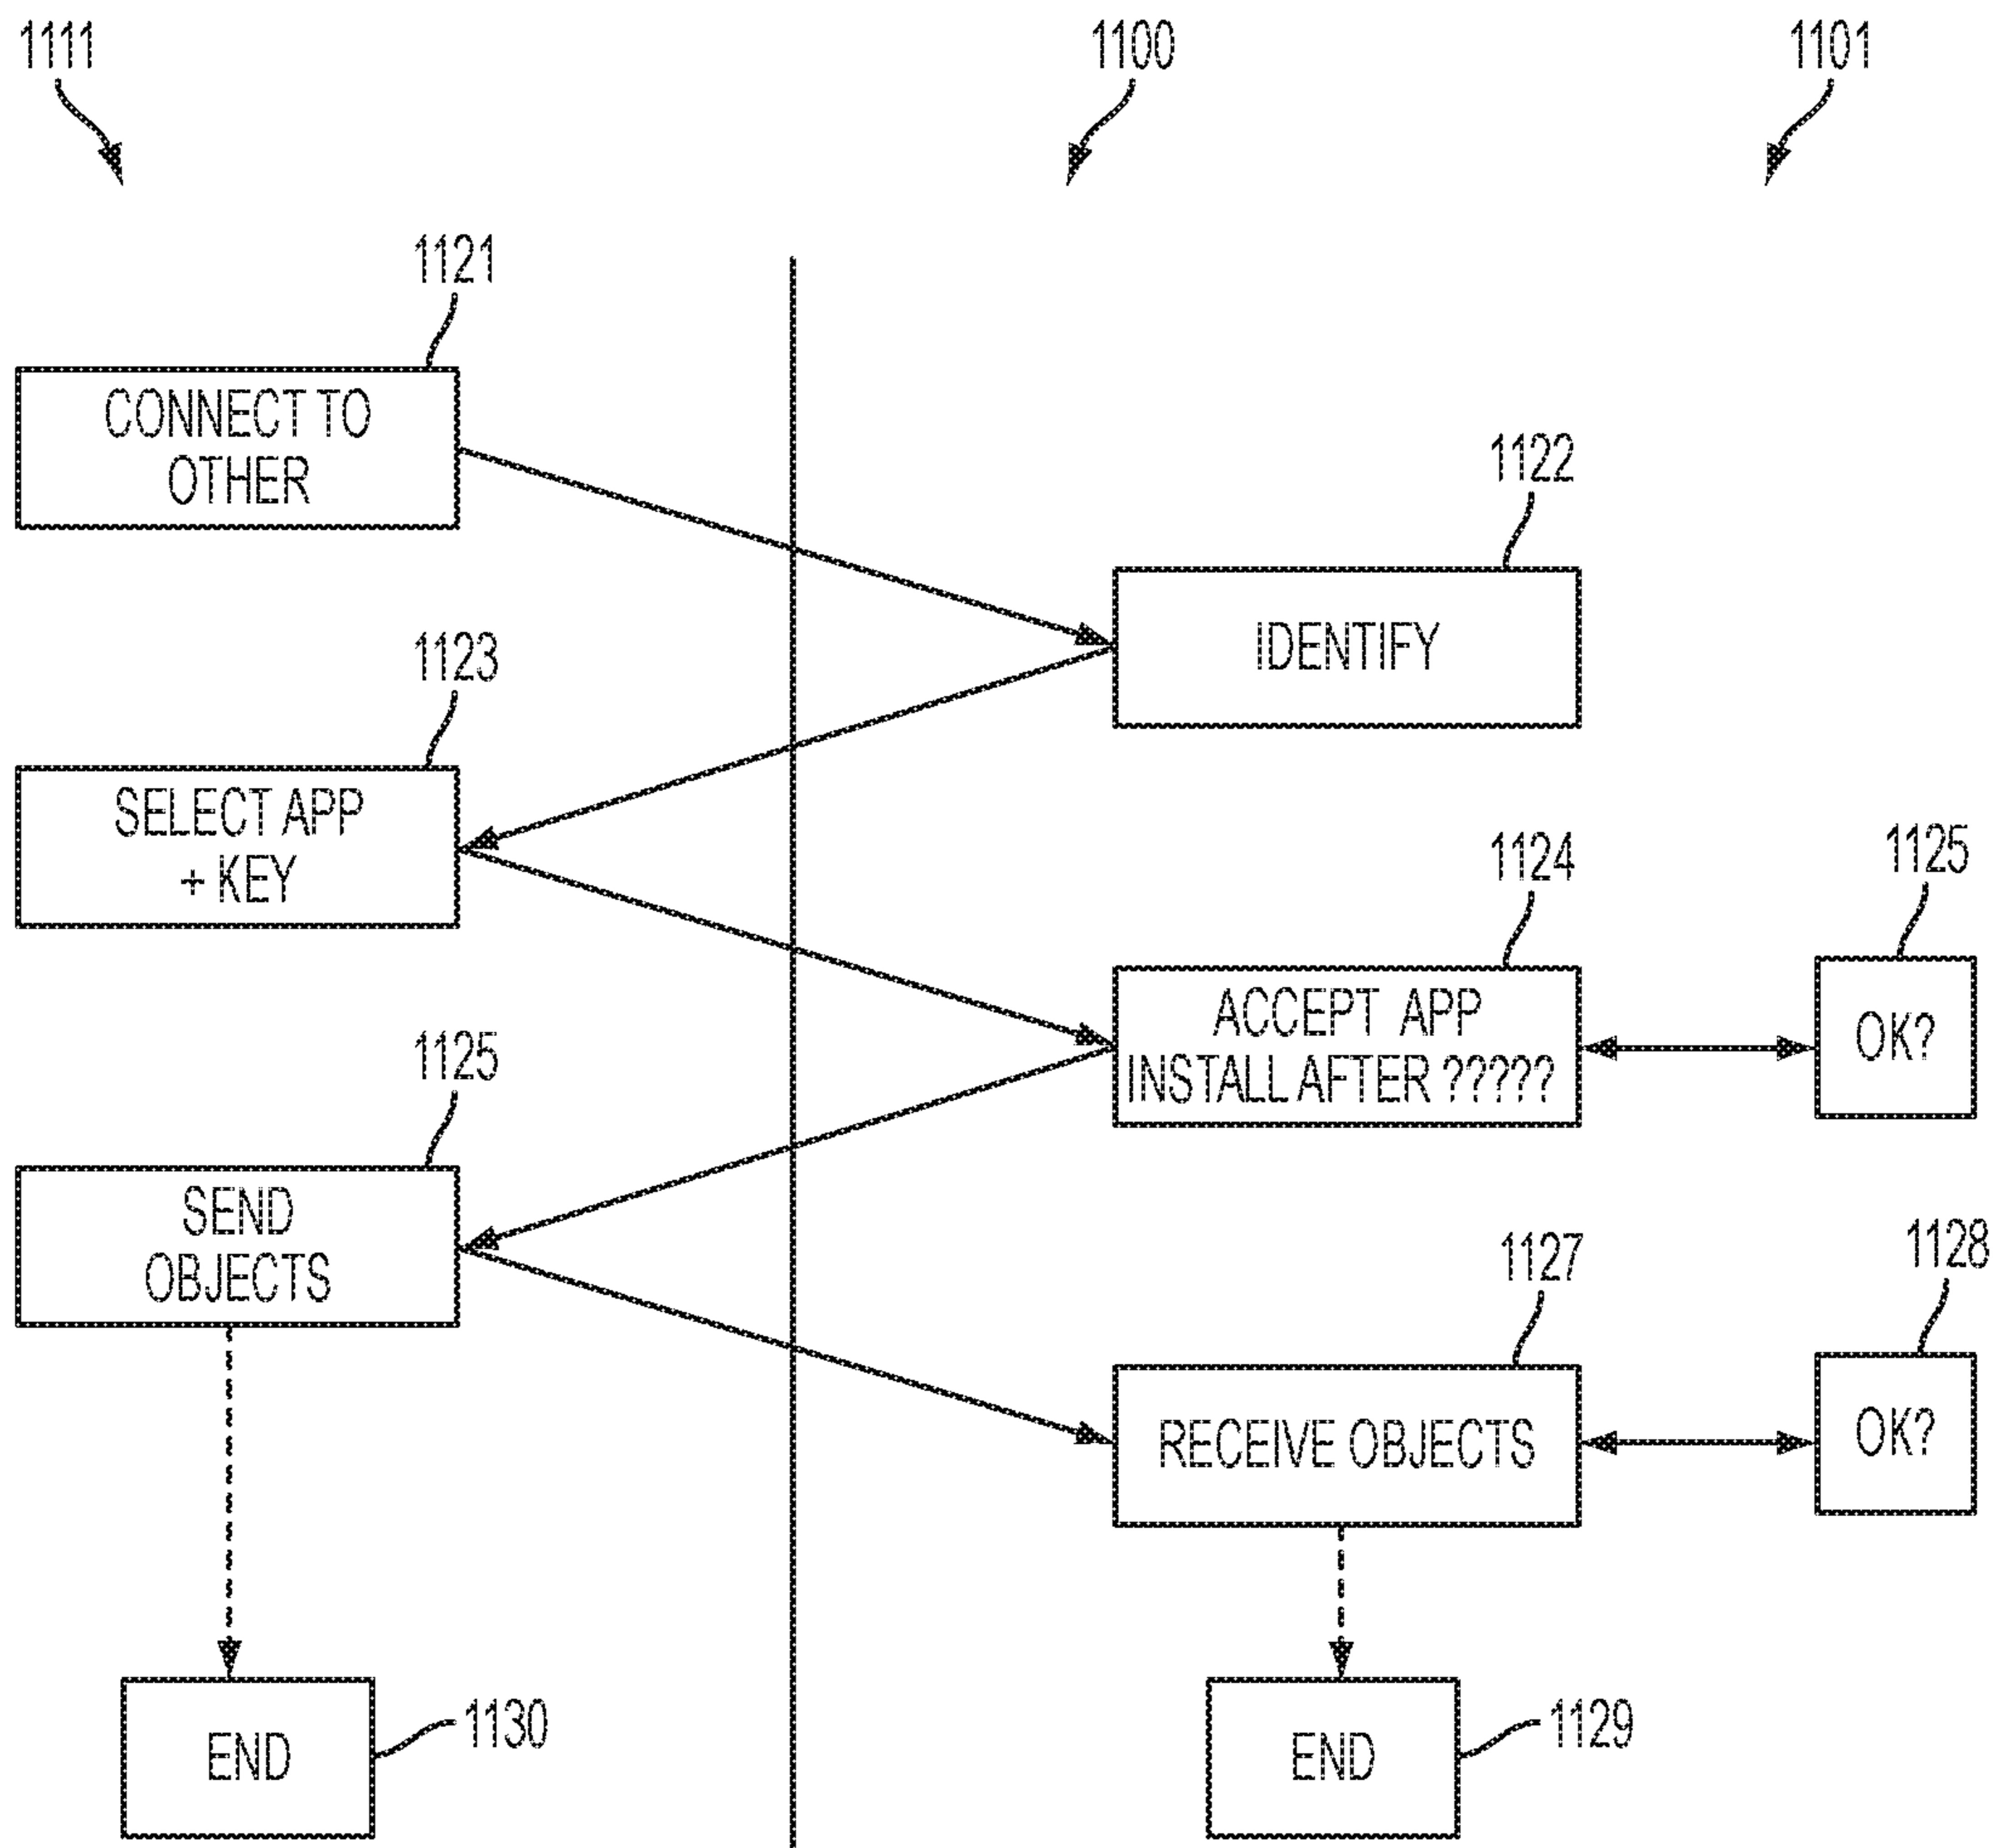 1111
1100
1101
1121
CONNECT TO
OTHER
1122
IDENTIFY
1123
SELECT APP
+ KEY
1124
ACCEPT APP
INSTALL AFTER ?????
1125
OK?
1125
SEND
OBJECTS
1127
RECEIVE OBJECTS
1128
OK?
END
1130
END
1129